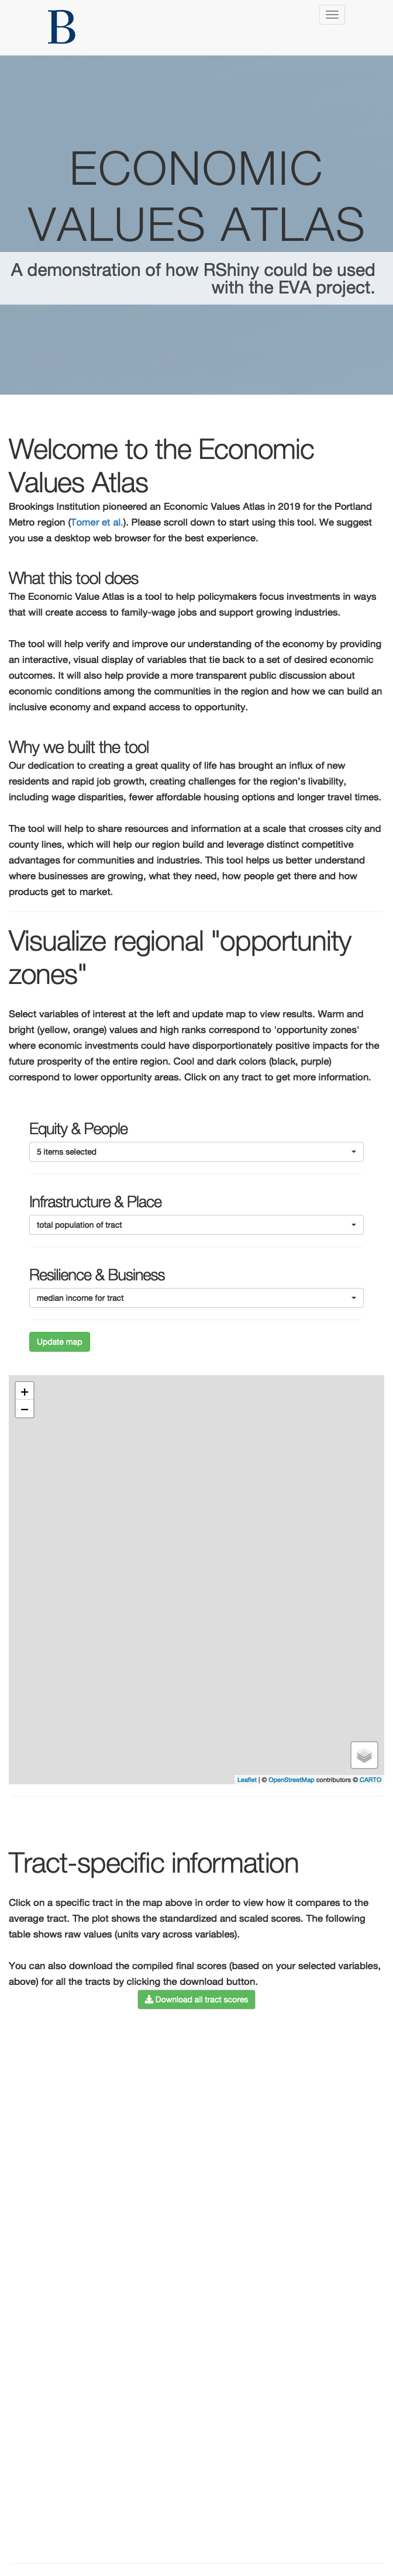 B
ECONOMIC
VALUES ATLAS
A demonstration of how RShiny could be used
with the EVA project.
Welcome to the Economic
Values Atlas
Brookings Institution pioneered an Economic Values Atlas in 2019 for the Portland
Metro region (Tomer et al.). Please scroll down to start using this tool. We suggest
you use a desktop web browser for the best experience.
What this tool does
The Economic Value Atlas is a tool to help policymakers focus investments in ways
that will create access to family-wage jobs and support growing industries.
The tool will help verify and improve our understanding of the economy by providing
an interactive, visual display of variables that tie back to a set of desired economic
outcomes. It will also help provide a more transparent public discussion about
economic conditions among the communities in the region and how we can build an
inclusive economy and expand access to opportunity.
Why we built the tool
Our dedication to creating a great quality of life has brought an influx of new
residents and rapid job growth, creating challenges for the region's livability,
including wage disparities, fewer affordable housing options and longer travel times.
The tool will help to share resources and information at a scale that crosses city and
county lines, which will help our region build and leverage distinct competitive
advantages for communities and industries. This tool helps us better understand
where businesses are growing, what they need, how people get there and how
products get to market.
Visualize regional "opportunity
zones"
Select variables of interest at the left and update map to view results. Warm and
bright (yellow, orange) values and high ranks correspond to 'opportunity zones'
where economic investments could have disporportionately positive impacts for the
future prosperity of the entire region. Cool and dark colors (black, purple)
correspond to lower opportunity areas. Click on any tract to get more information.
Equity & People
5 items selected
Infrastructure & Place
total population of tract
Resilience & Business
median income for tract
Update map
+
−
Leaflet | © OpenStreetMap contributors © CARTO
Tract-specific information
Click on a specific tract in the map above in order to view how it compares to the
average tract. The plot shows the standardized and scaled scores. The following
table shows raw values (units vary across variables).
You can also download the compiled final scores (based on your selected variables,
above) for all the tracts by clicking the download button.
Download all tract scores